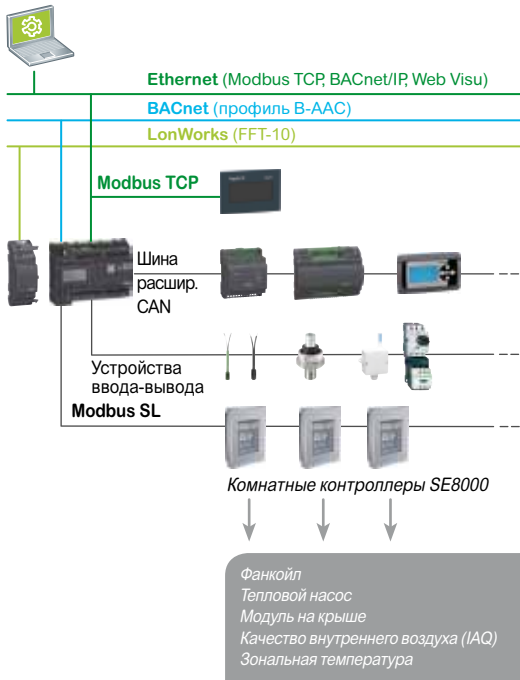 Ethernet (Modbus TCP, BACnet/IP, Web Visu)
BACnet (профиль B-AAC)
LonWorks (FFT-10)
Modbus TCP
Шина
расшир.
CAN
Устройства
ввода-вывода
Modbus SL
Комнатные контроллеры SE8000
Фанкойл
Тепловой насос
Модуль на крыше
Качество внутреннего воздуха (IAQ)
Зональная температура